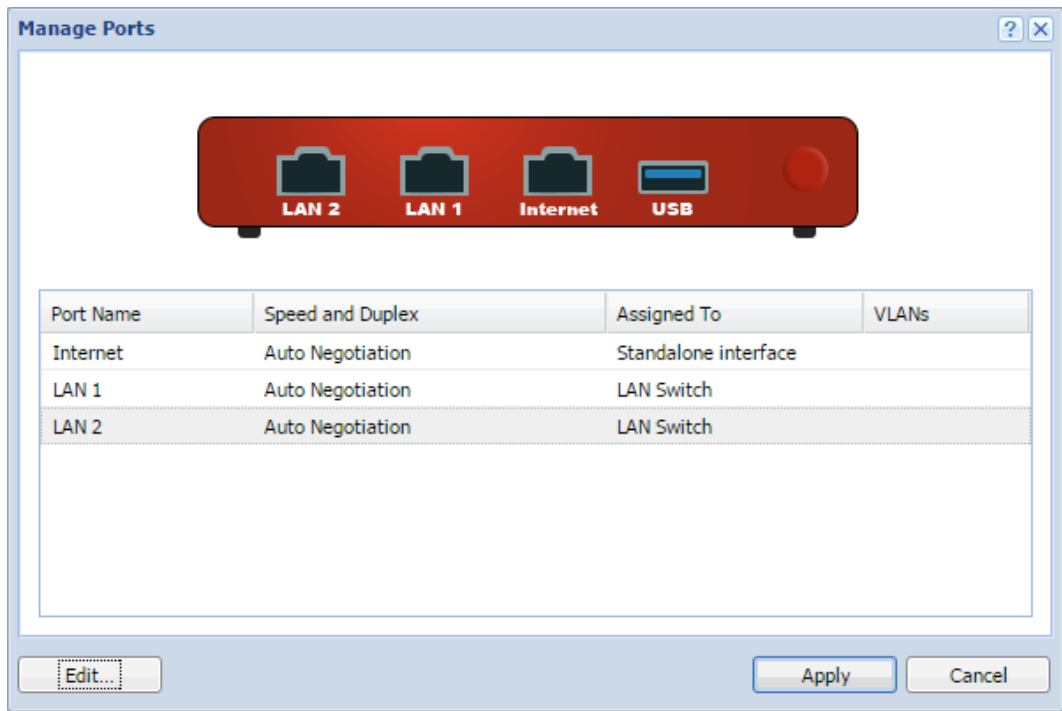 Manage Ports
LAN 2 LAN 1 Internet USB
Port Name Speed and Duplex Assigned To VLANs
Internet Auto Negotiation Standalone interface
LAN 1 Auto Negotiation LAN Switch
LAN 2 Auto Negotiation LAN Switch
Edit... Apply Cancel